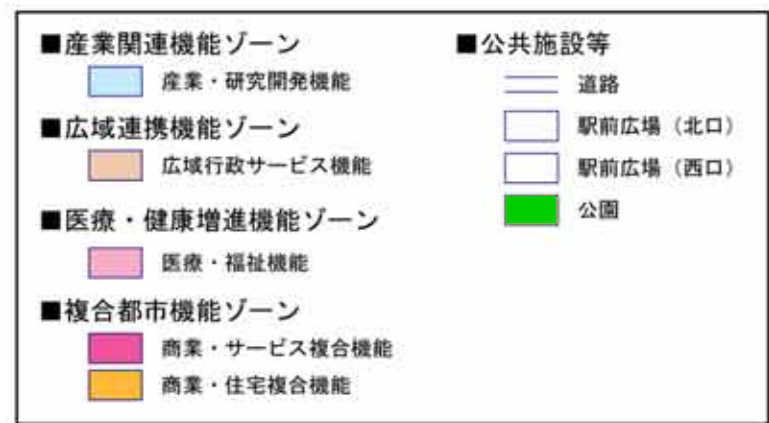 ■産業関連機能ゾーン
産業・研究開発機能
■広域連携機能ゾーン
広域行政サービス機能
■医療・健康増進機能ゾーン
医療・福祉機能
■複合都市機能ゾーン
商業・サービス複合機能
商業・住宅複合機能
■公共施設等
道路
駅前広場（北口）
駅前広場（西口）
公園